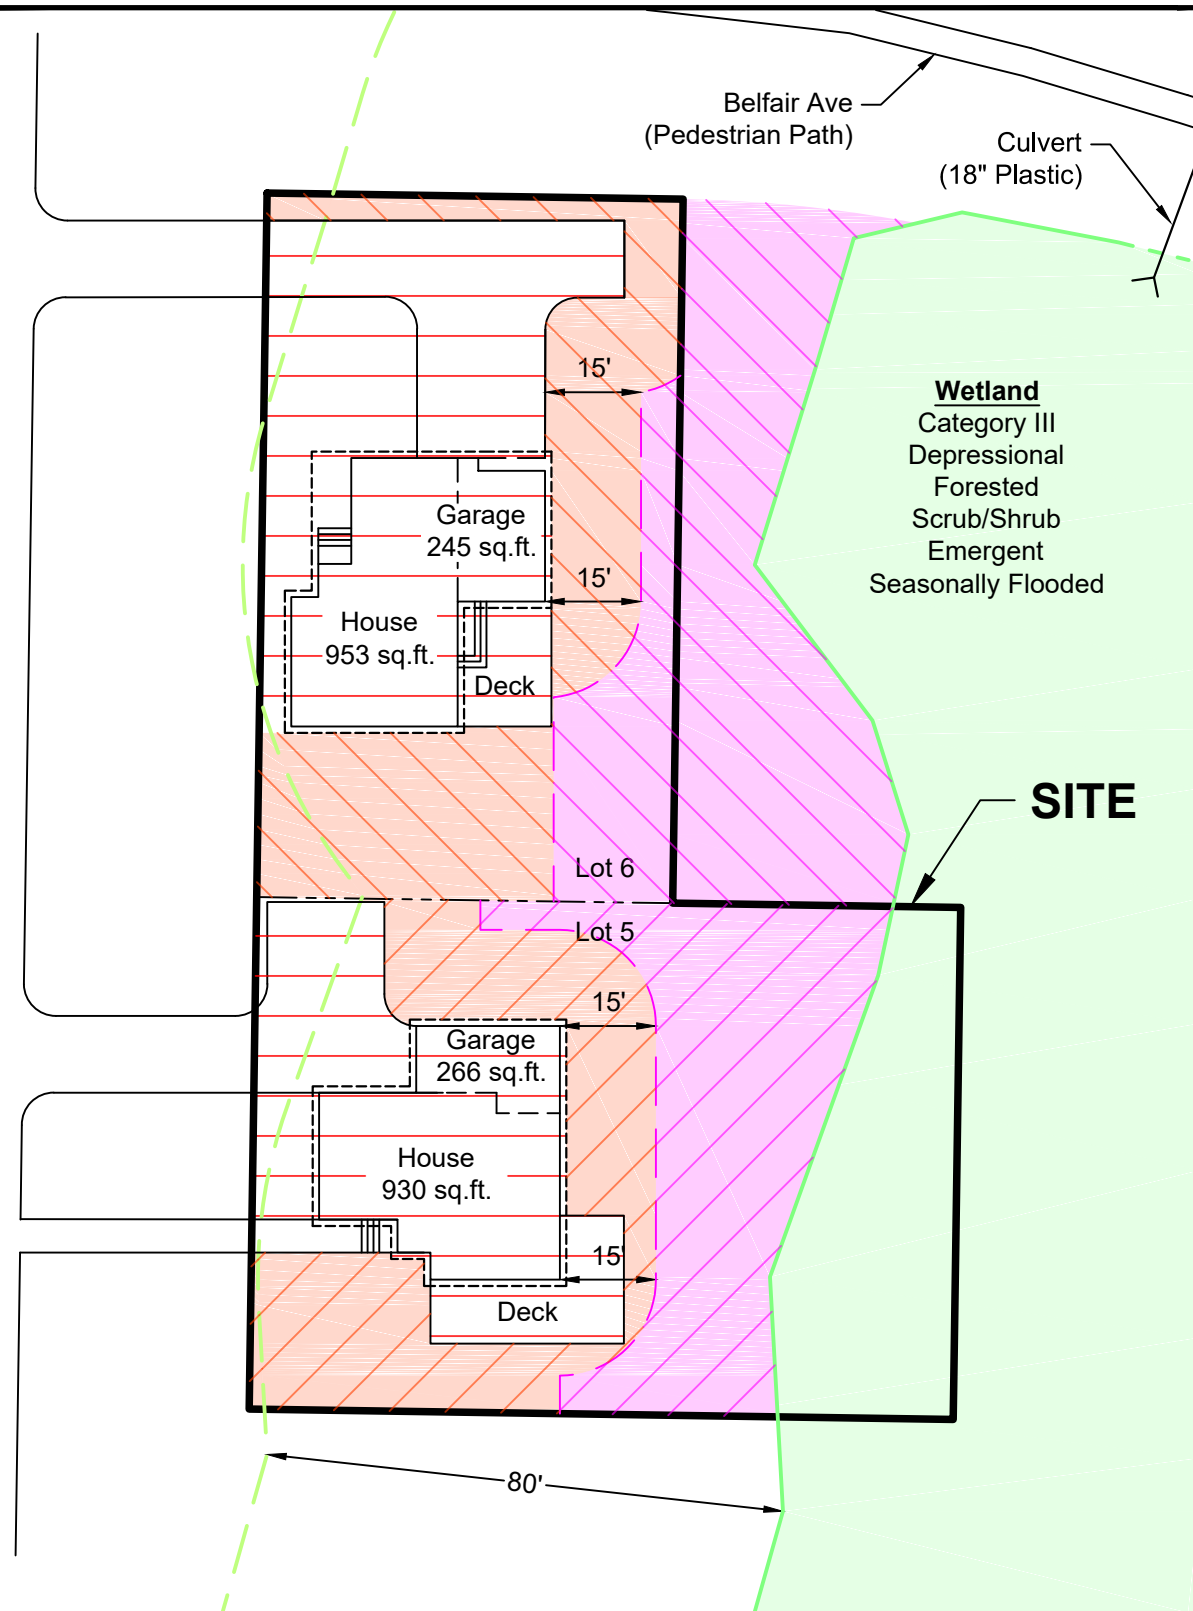 Belfair Ave
(Pedestrian Path)
Culvert
(18" Plastic)
15'
Wetland
Category III
Depressional
Forested
Scrub/Shrub
Emergent
Seasonally Flooded
Garage
245 sq.ft.
15'
House
953 sq.ft.
Deck
SITE
Lot 6
Lot 5
15'
Garage
266 sq.ft.
House
930 sq.ft.
15'
Deck
80'